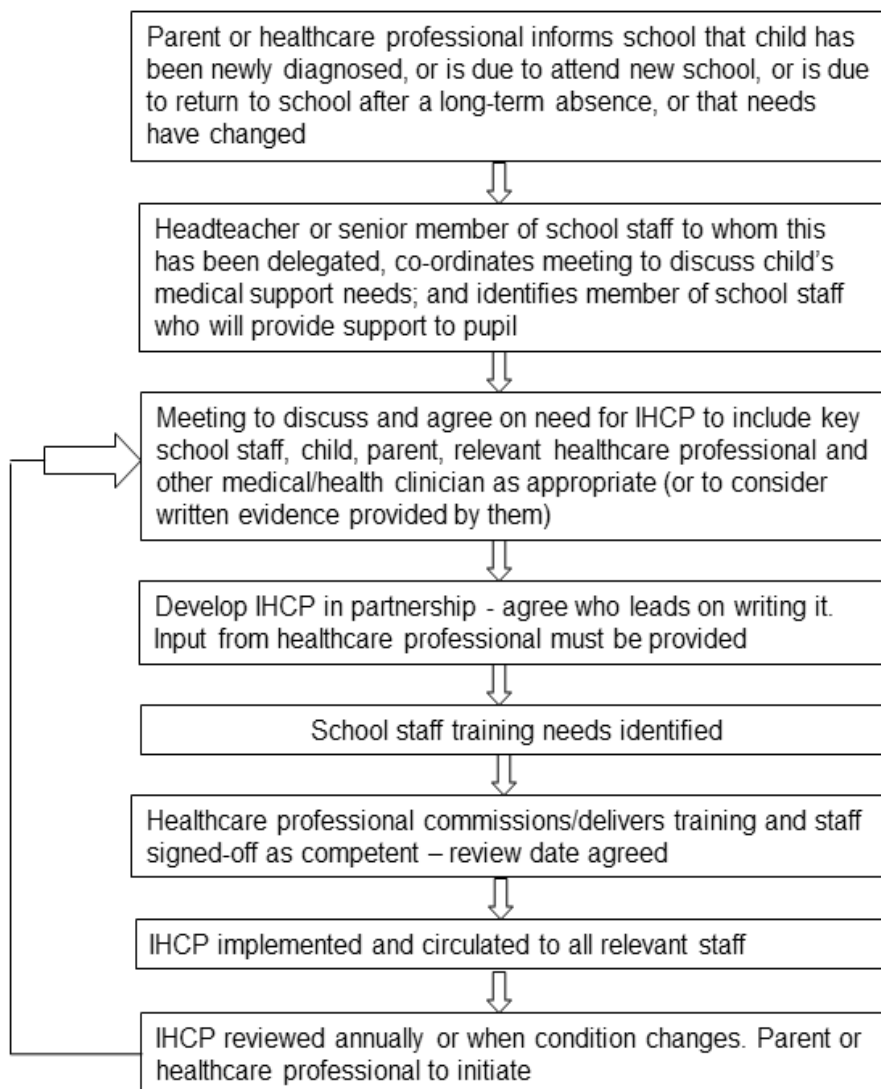 Parent or healthcare professional informs school that child has
been newly diagnosed, or is due to attend new school, or is due
to return to school after a long-term absence, or that needs
have changed
Headteacher or senior member of school staff to whom this
has been delegated, co-ordinates meeting to discuss child's
medical support needs; and identifies member of school staff
who will provide support to pupil
Meeting to discuss and agree on need for IHCP to include key
school staff, child, parent, relevant healthcare professional and
other medical/health clinician as appropriate (or to consider
written evidence provided by them)
Develop IHCP in partnership - agree who leads on writing it.
Input from healthcare professional must be provided
School staff training needs identified
Healthcare professional commissions/delivers training and staff
signed-off as competent – review date agreed
IHCP implemented and circulated to all relevant staff
IHCP reviewed annually or when condition changes. Parent or
healthcare professional to initiate